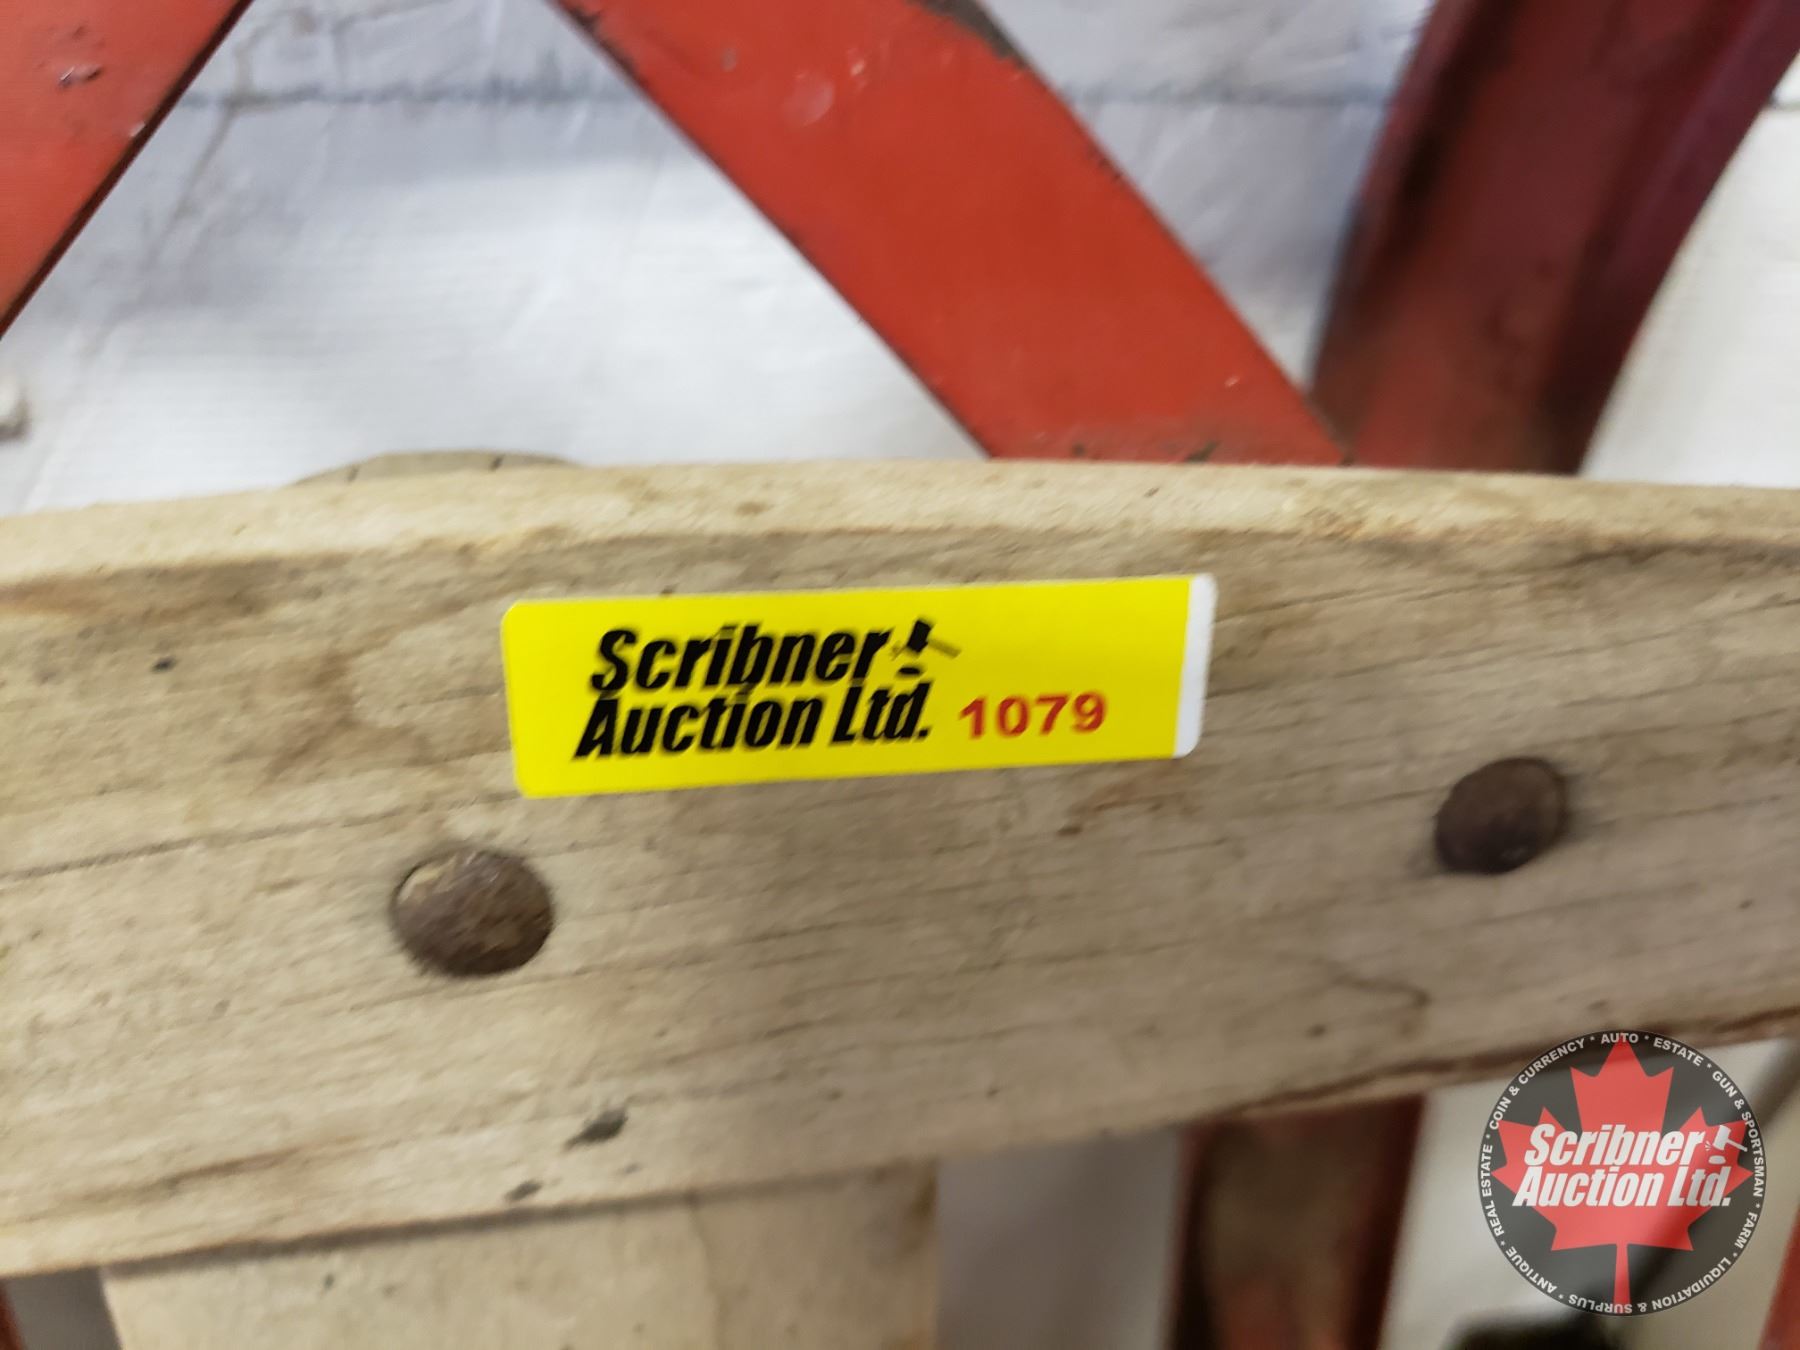 Scribner
Auction Ltd. 1079
COIN & CURRENCY * AUTO * ESTATE * GUN & SPORTSMAN * FARM * LIQUIDATION & SURPLUS * ANTIQUE * REAL ESTATE *
Scribner
Auction Ltd.